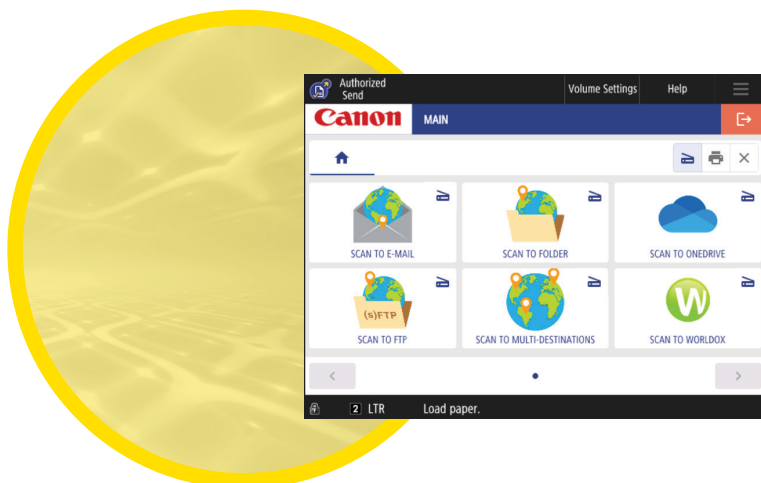 Authorized
Send
Volume Settings
Help
Canon
MAIN
SCAN TO E-MAIL
SCAN TO FOLDER
SCAN TO ONEDRIVE
(s)FTP
W
SCAN TO FTP
SCAN TO MULTI-DESTINATIONS
SCAN TO WORLDOX
2 LTR
Load paper.